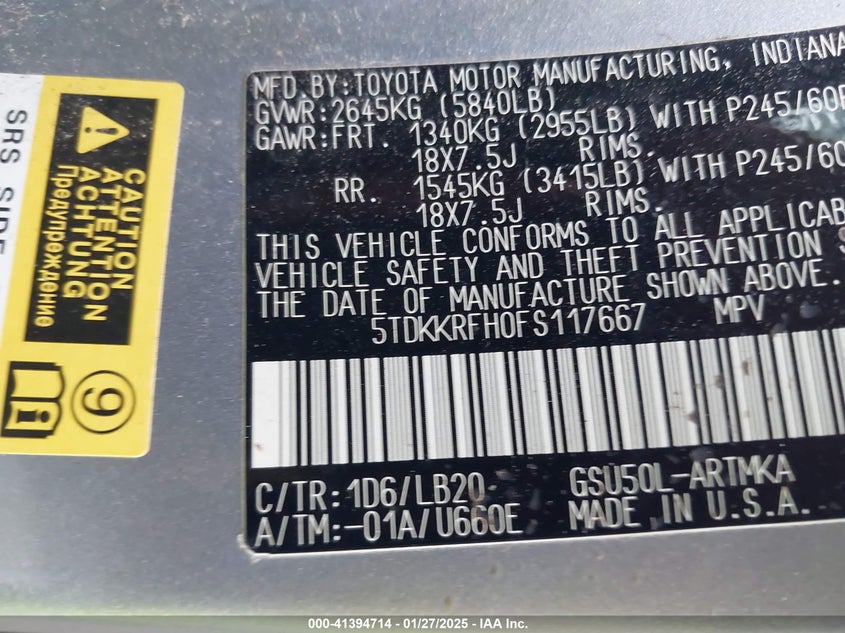 MFD. BY: TOYOTA MOTOR MANUFACTURING, INDIANA
GVWR: 2645KG (5840LB)
GAWR: FRT. 1340KG (2955LB) WITH P245/60
18X7.5J RIMS.
RR. 1545KG (3415LB) WITH P245/60
18X7.5J RIMS.
THIS VEHICLE CONFORMS TO ALL APPLICAB
VEHICLE SAFETY AND THEFT PREVENTION S
THE DATE OF MANUFACTURE SHOWN ABOVE.
5TDKKRFH0FS117667 MPV
C/TR: 1D6/LB20 GSU50L-ARTMKA
A/TM: -01A/U660E MADE IN U.S.A.
SRS SIDE
CAUTION
ATTENTION
ACHTUNG
Предупреждение
9
000-41394714 - 01/27/2025 - IAA Inc.